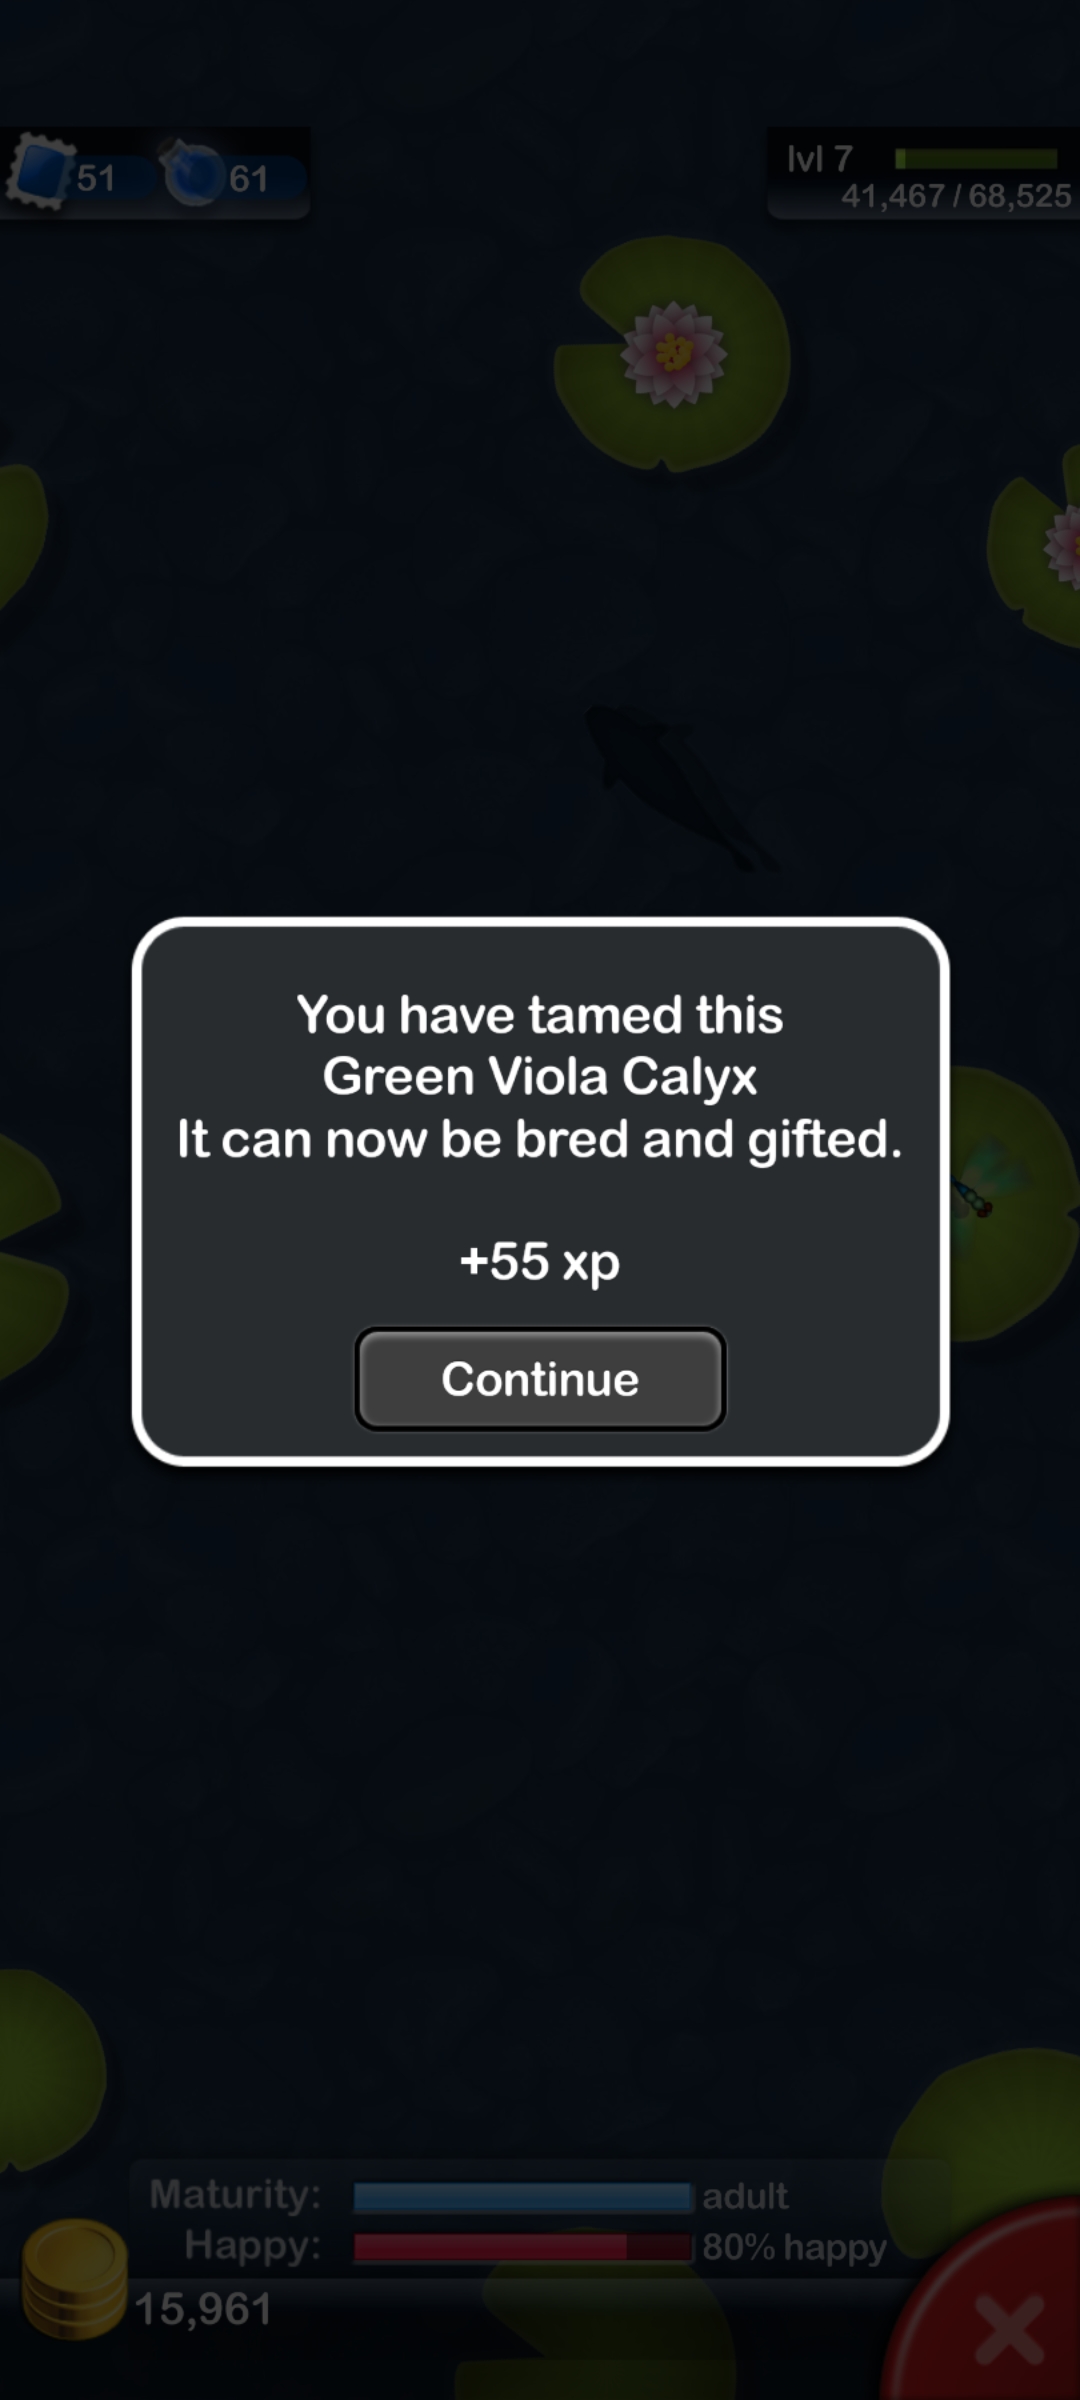 51 61
lvl 7
41,467 / 68,525
You have tamed this
Green Viola Calyx
It can now be bred and gifted.
+55 xp
Continue
Maturity: adult
Happy: 80% happy
15,961